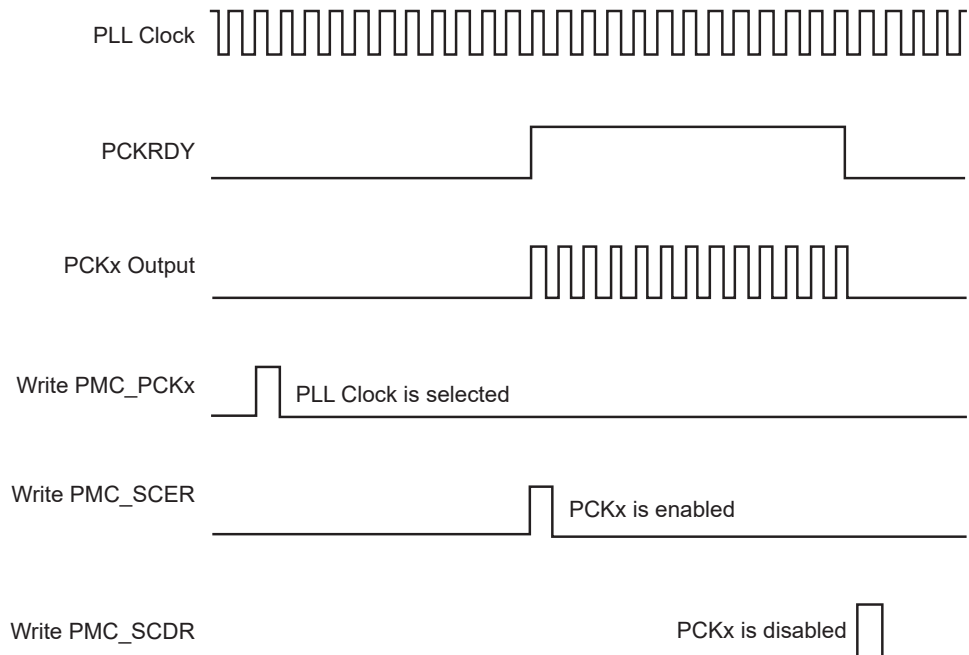 PLL Clock
PCKRDY
PCKx Output
Write PMC_PCKx
PLL Clock is selected
Write PMC_SCER
PCKx is enabled
Write PMC_SCDR
PCKx is disabled